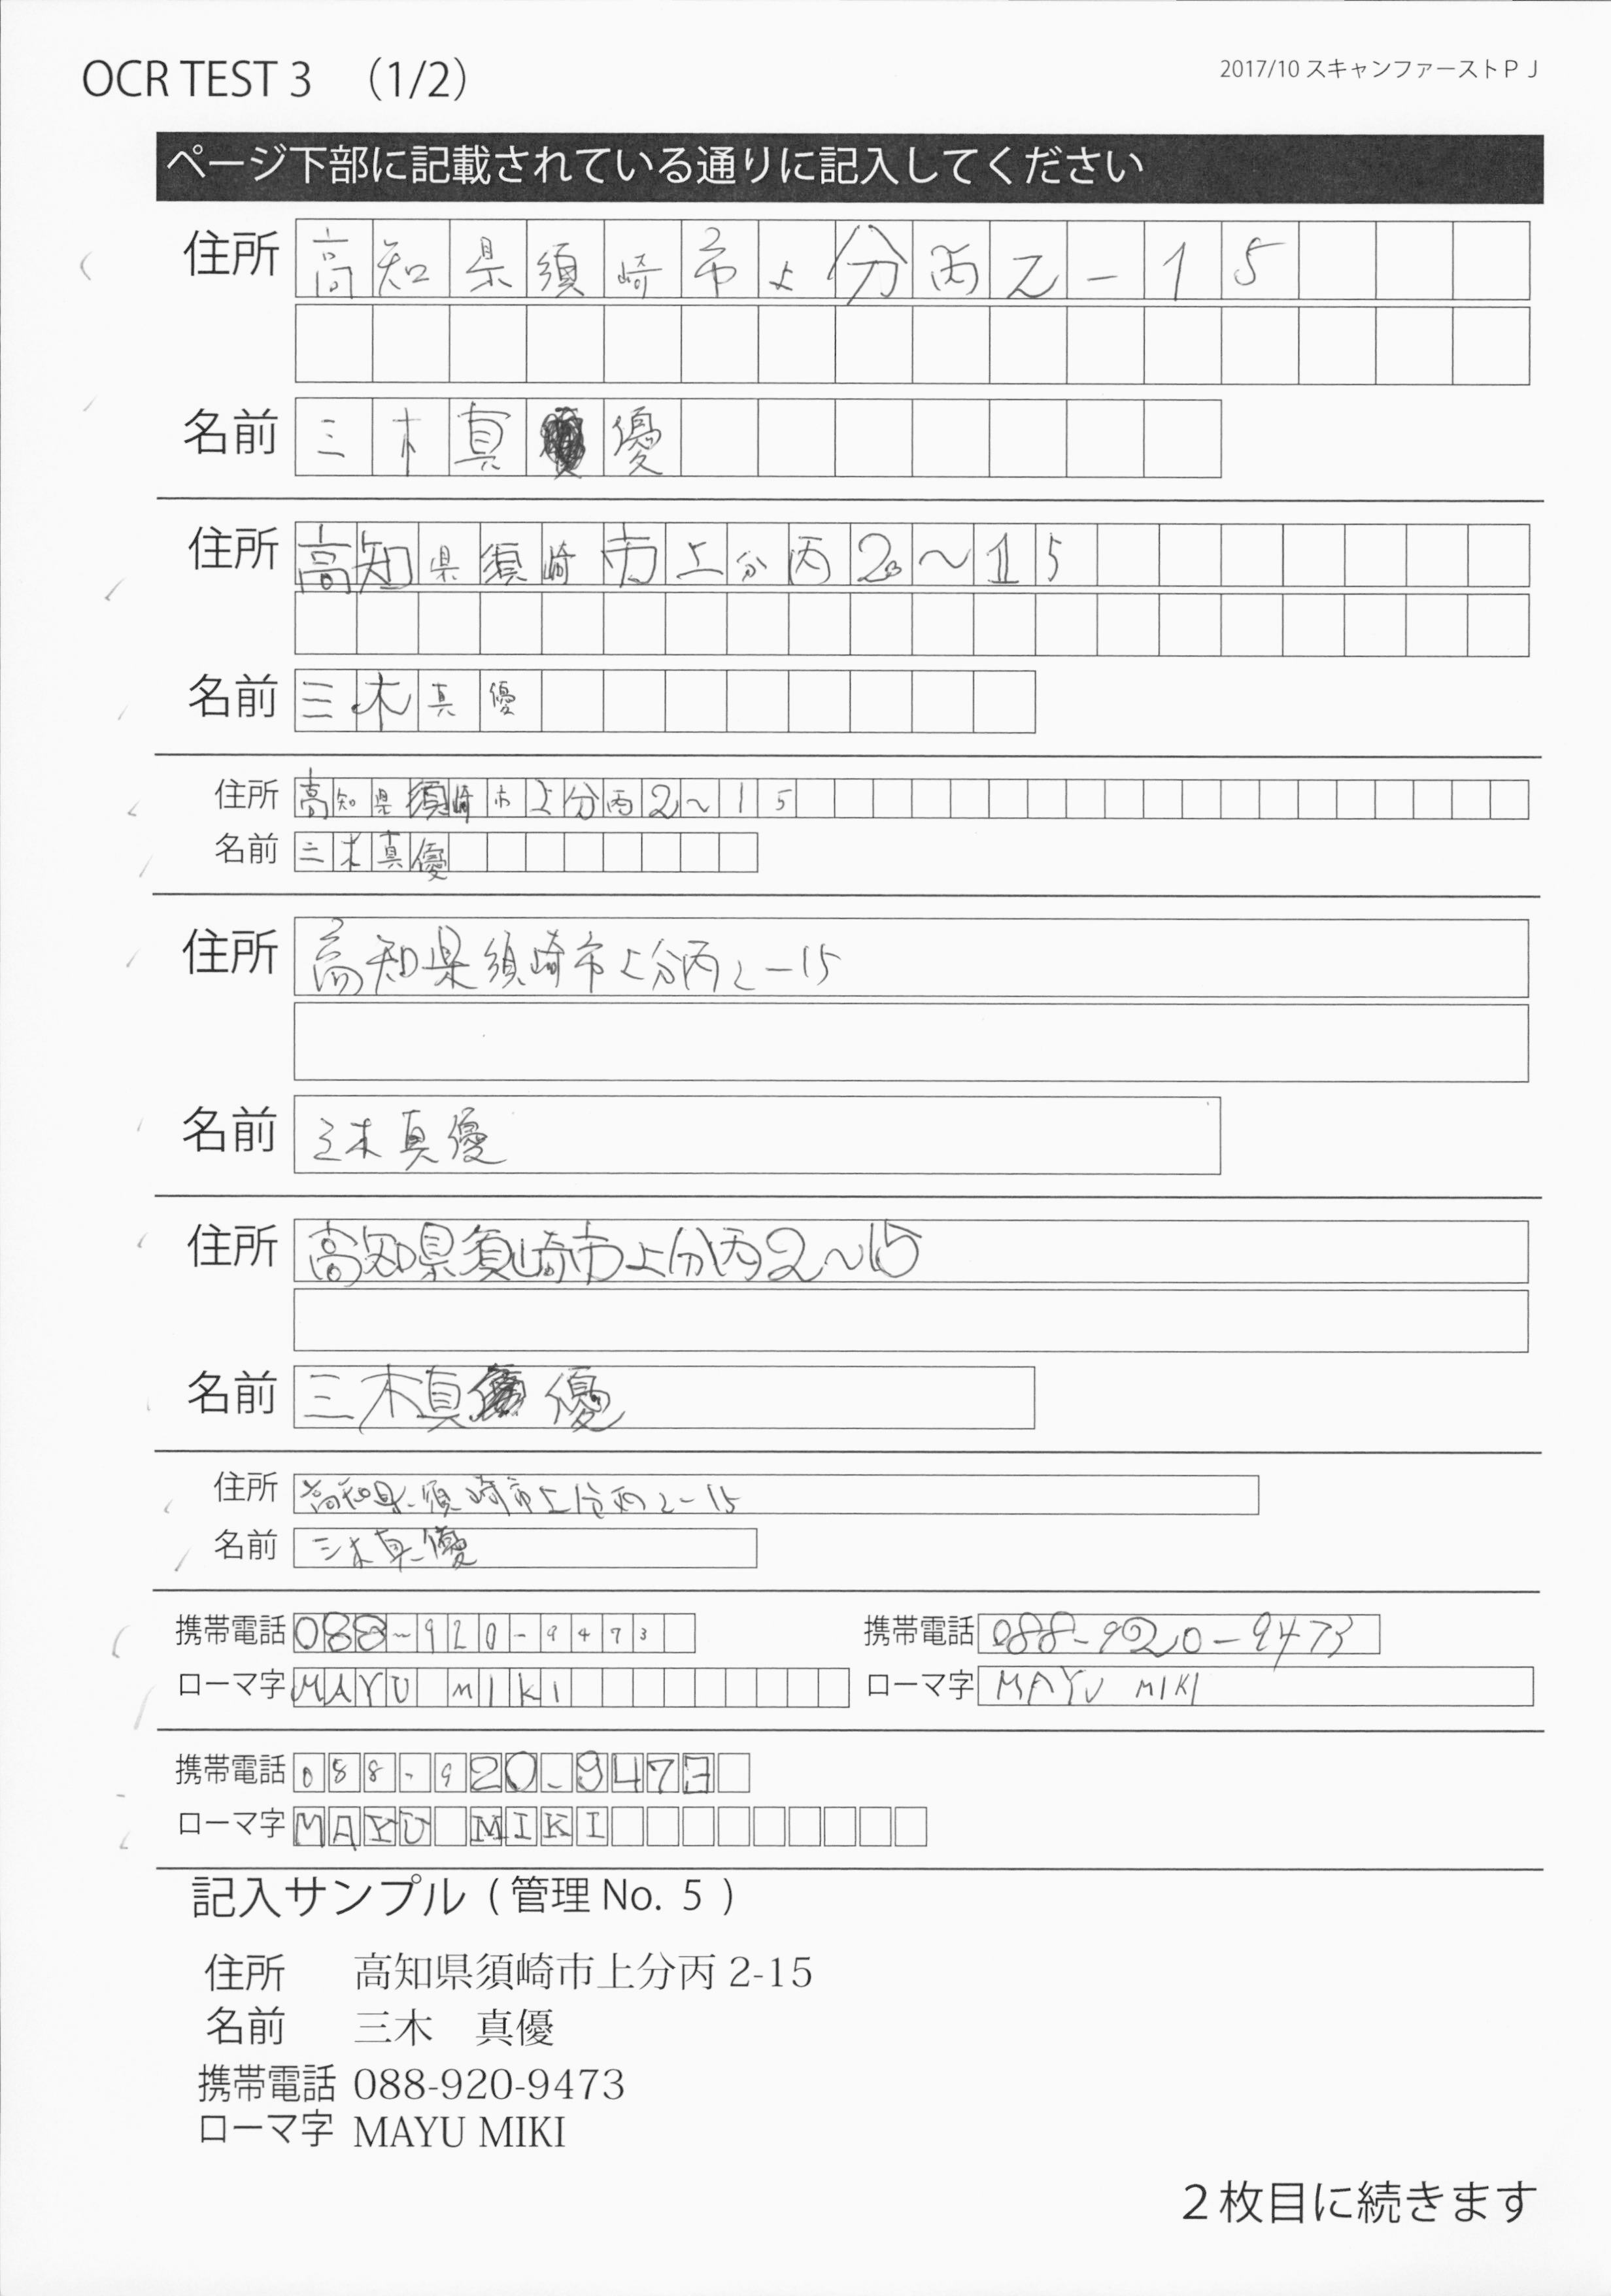 OCR TEST 3 （1/2）
2017/10 スキャンファーストＰＪ
ページ下部に記載されている通りに記入してください
住所 高知県須崎市上分丙2-15
名前 三木真優
住所 高知県須崎市上分丙2~15
名前 三木真優
住所 高知県須崎市上分丙2~15
名前 三木真優
住所 高知県須崎市上分丙2-15
名前 三木真優
住所 高知県須崎市上分丙2~15
名前 三木真優
住所 高知県須崎市上分丙2-15
名前 三木真優
携帯電話 088-920-9473 携帯電話 088-920-9473
ローマ字 MAYU MIKI ローマ字 MAYU MIKI
携帯電話 088-920-9473
ローマ字 MAYU MIKI
記入サンプル ( 管理 No. 5 )
住所 高知県須崎市上分丙 2-15
名前 三木 真優
携帯電話 088-920-9473
ローマ字 MAYU MIKI
２枚目に続きます